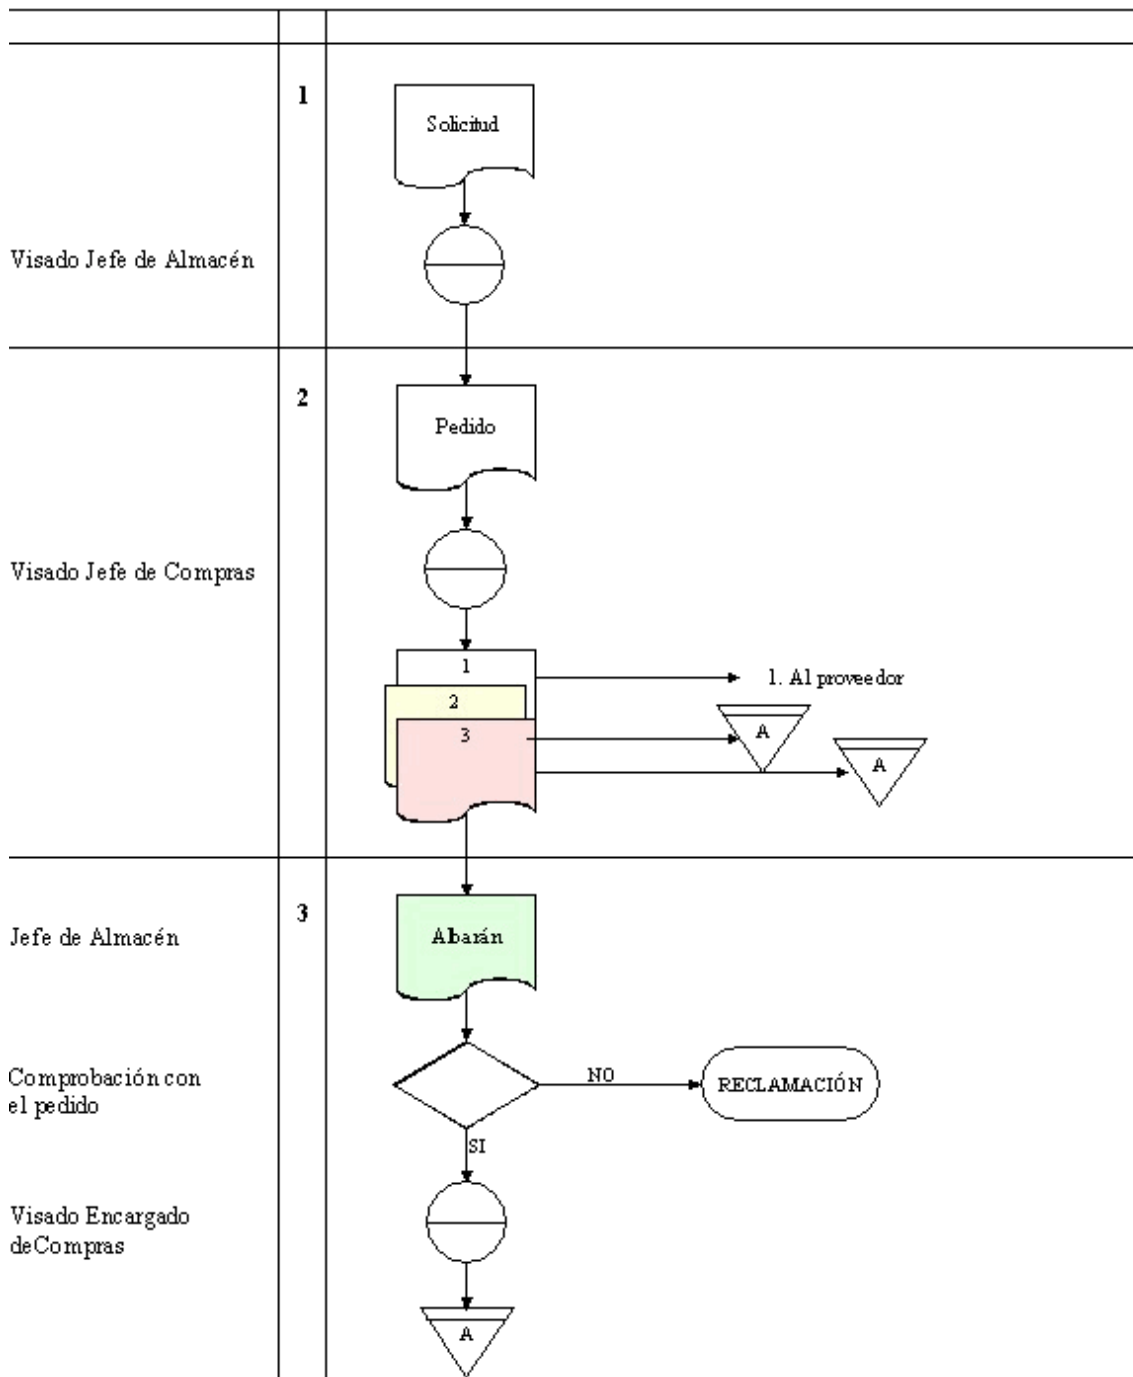 1
Solicitud
Visado Jefe de Almacén
2
Pedido
Visado Jefe de Compras
1
1. Al proveedor
2
3
A
A
3
Jefe de Almacén
Albarán
Comprobación con
el pedido
NO
RECLAMACIÓN
SI
Visado Encargado
deCompras
A